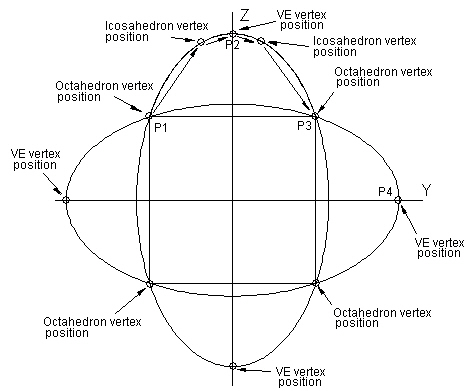 VE vertex
position
Z
Icosahedron vertex
position
P2
Icosahedron vertex
position
Octahedron vertex
position
Octahedron vertex
position
P1
P3
VE vertex
position
P4
Y
VE vertex
position
Octahedron vertex
position
Octahedron vertex
position
VE vertex
position